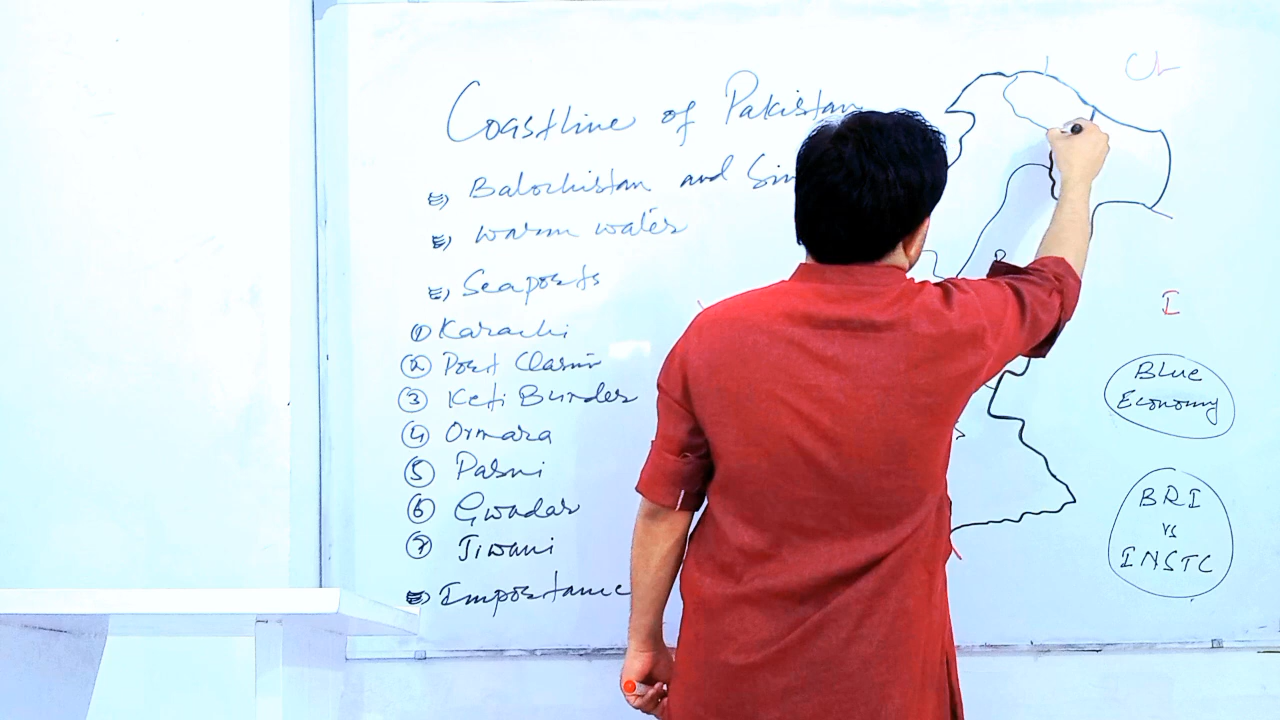 Coastline of Pakistan
Balochistan and Sin
warm water
Seaports
① Karachi
② Port Qasim
③ Keti Bunder
④ Ormara
⑤ Pasni
⑥ Gwadar
⑦ Jiwani
Importance
I
Blue
Economy
BRI
vs
INSTC